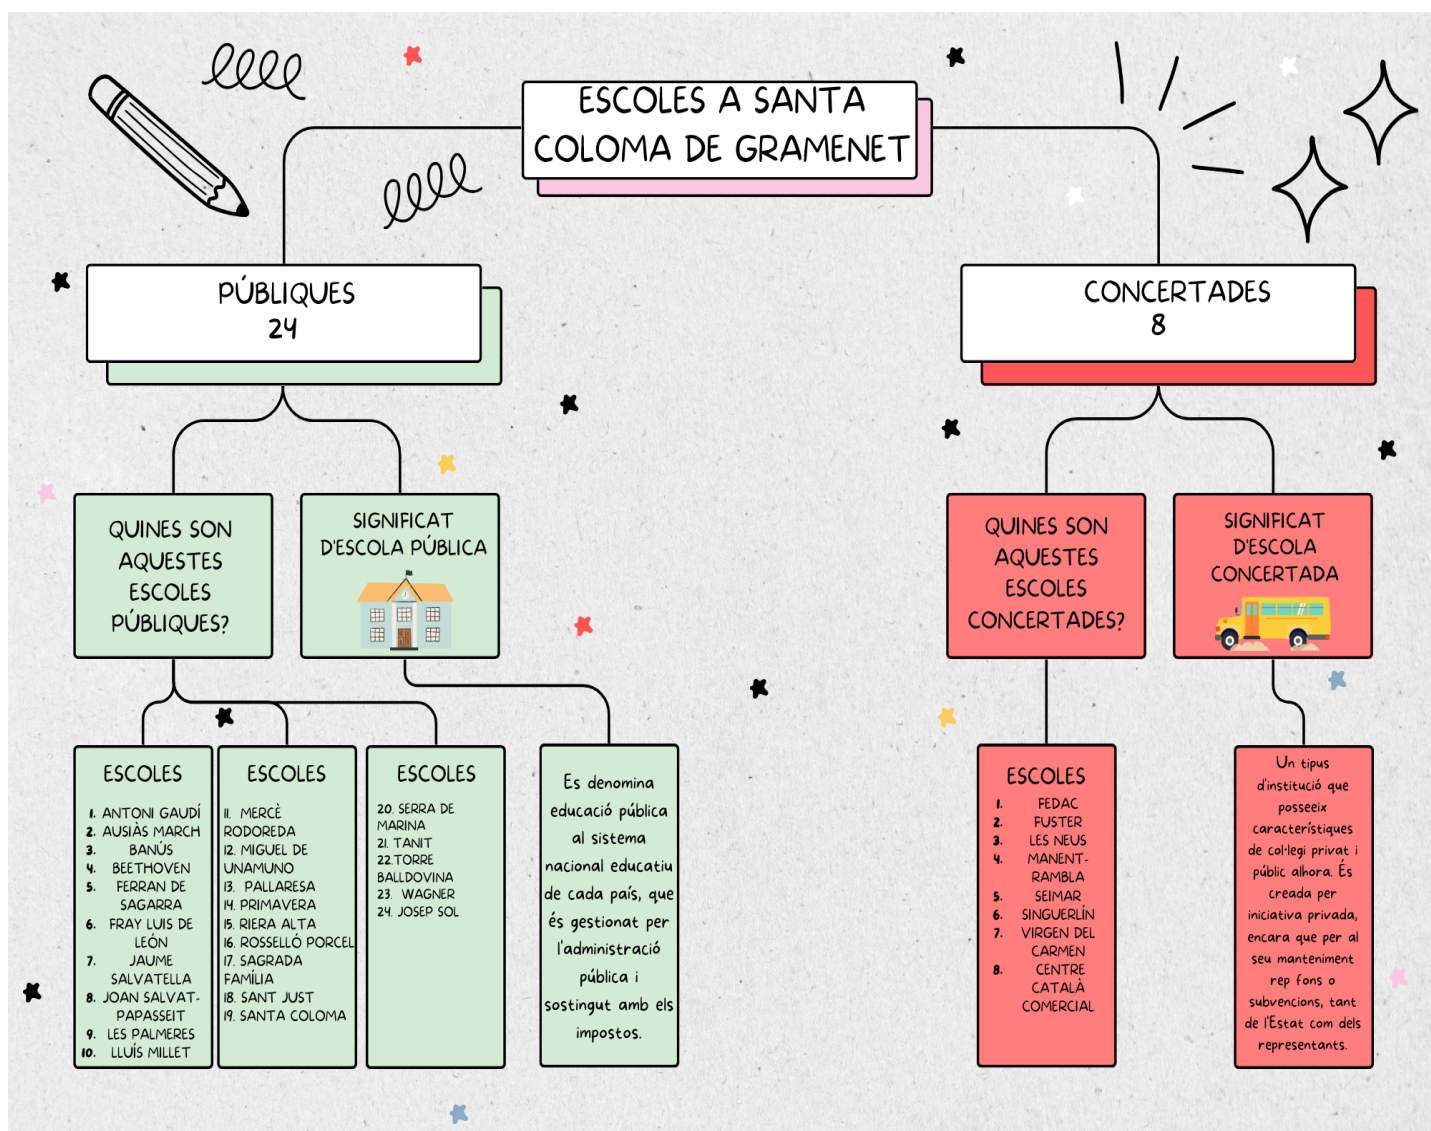 ESCOLES A SANTA
COLOMA DE GRAMENET
PÚBLIQUES
24
CONCERTADES
8
QUINES SON
AQUESTES
ESCOLES
PÚBLIQUES?
SIGNIFICAT
D'ESCOLA PÚBLICA
QUINES SON
AQUESTES
ESCOLES
CONCERTADES?
SIGNIFICAT
D'ESCOLA
CONCERTADA
ESCOLES
1. ANTONI GAUDÍ
2. AUSIÀS MARCH
3. BANÚS
4. BEETHOVEN
5. FERRAN DE
SAGARRA
6. FRAY LUIS DE
LEÓN
7. JAUME
SALVATELLA
8. JOAN SALVAT-
PAPASSEIT
9. LES PALMERES
10. LLUÍS MILLET
ESCOLES
11. MERCÈ
RODOREDA
12. MIGUEL DE
UNAMUNO
13. PALLARESA
14. PRIMAVERA
15. RIERA ALTA
16. ROSSELLÓ PORCEL
17. SAGRADA
FAMÍLIA
18. SANT JUST
19. SANTA COLOMA
ESCOLES
20. SERRA DE
MARINA
21. TANIT
22.TORRE
BALLDOVINA
23. WAGNER
24. JOSEP SOL
Es denomina
educació pública
al sistema
nacional educatiu
de cada país, que
és gestionat per
l'administració
pública i
sostingut amb els
impostos.
ESCOLES
1. FEDAC
2. FUSTER
3. LES NEUS
4. MANENT-
RAMBLA
5. SEIMAR
6. SINGUERLÍN
7. VIRGEN DEL
CARMEN
8. CENTRE
CATALÀ
COMERCIAL
Un tipus
d'institució que
posseeix
característiques
de col·legi privat i
públic alhora. És
creada per
iniciativa privada,
encara que per al
seu manteniment
rep fons o
subvencions, tant
de l'Estat com dels
representants.